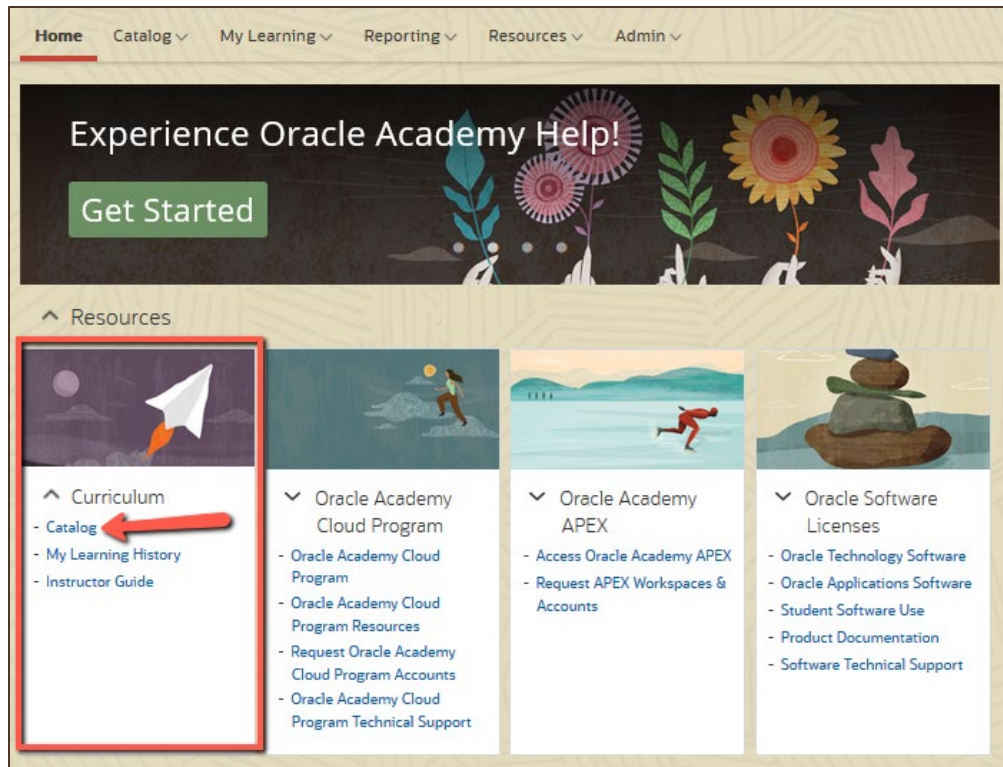 Home Catalog My Learning Reporting Resources Admin
Experience Oracle Academy Help!
Get Started
Resources
Curriculum
- Catalog
- My Learning History
- Instructor Guide
Oracle Academy
Cloud Program
- Oracle Academy Cloud
Program
- Oracle Academy Cloud
Program Resources
- Request Oracle Academy
Cloud Program Accounts
- Oracle Academy Cloud
Program Technical Support
Oracle Academy
APEX
- Access Oracle Academy APEX
- Request APEX Workspaces &
Accounts
Oracle Software
Licenses
- Oracle Technology Software
- Oracle Applications Software
- Student Software Use
- Product Documentation
- Software Technical Support